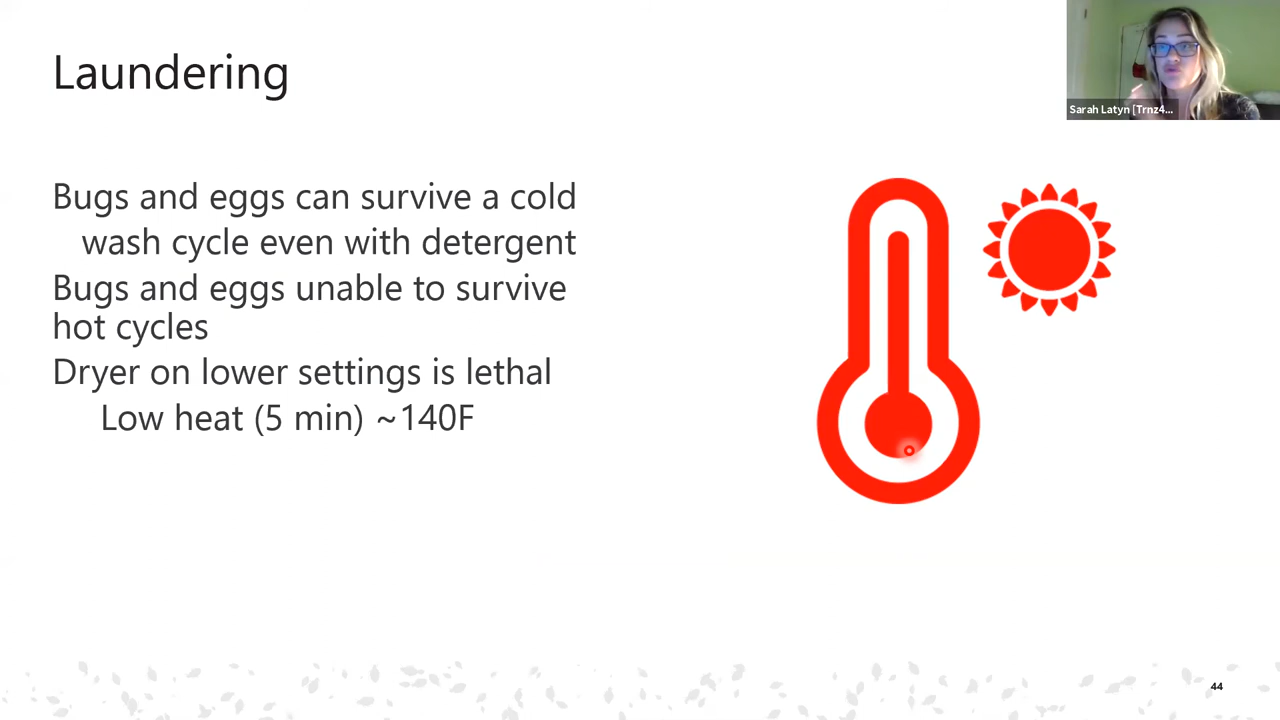 Laundering
Sarah Latyn [Trnz4...
Bugs and eggs can survive a cold
wash cycle even with detergent
Bugs and eggs unable to survive
hot cycles
Dryer on lower settings is lethal
Low heat (5 min) ~140F
44